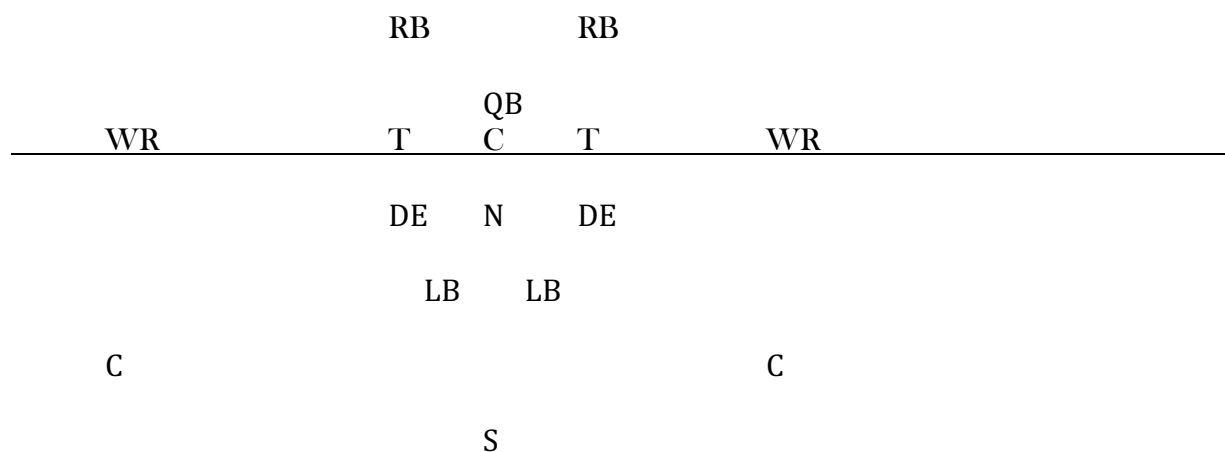 RB RB
QB
WR T C T WR
DE N DE
LB LB
C C
S